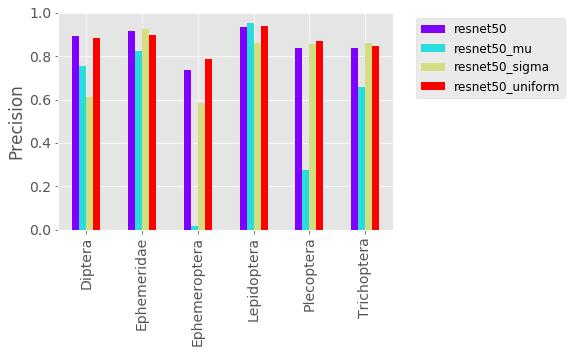 Precision
1.0
0.8
0.6
0.4
0.2
0.0
Diptera
Ephemeridae
Ephemeroptera
Lepidoptera
Plecoptera
Trichoptera
resnet50
resnet50_mu
resnet50_sigma
resnet50_uniform